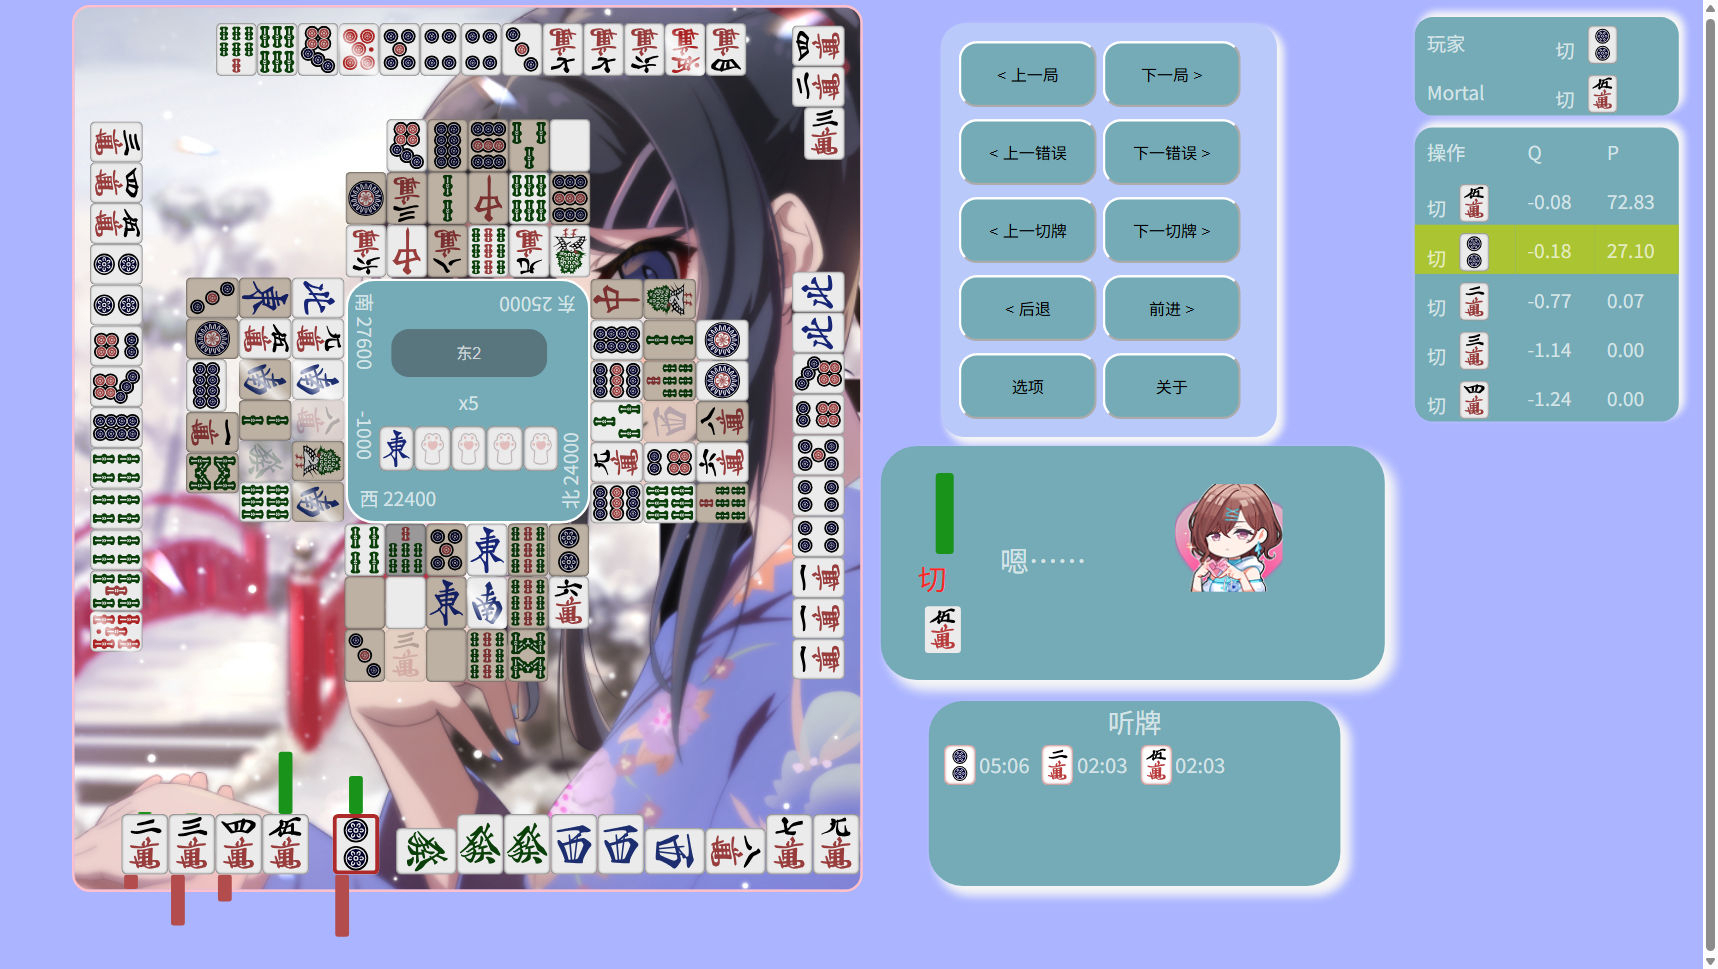 东 25000
南 27600
-1000
东2
x5
西 22400
北 24000
< 上一局
下一局 >
< 上一错误
下一错误 >
< 上一切牌
下一切牌 >
< 后退
前进 >
选项
关于
玩家 切
Mortal 切
操作 Q P
切 -0.08 72.83
切 -0.18 27.10
切 -0.77 0.07
切 -1.14 0.00
切 -1.24 0.00
切
嗯……
听牌
05:06 02:03 02:03